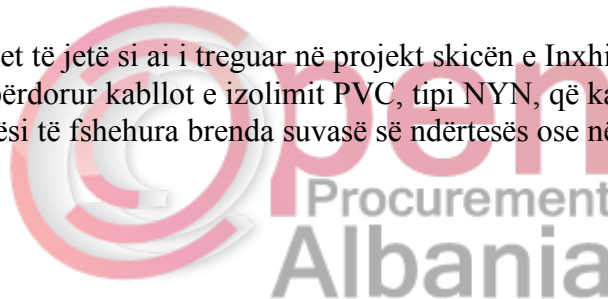 et të jetë si ai i treguar në projekt skicën e Inxhi
përdorur kabllot e izolimit PVC, tipi NYN, që ka
ësi të fshehura brenda suvasë së ndërtesës ose në
Open
Procurement
Albania